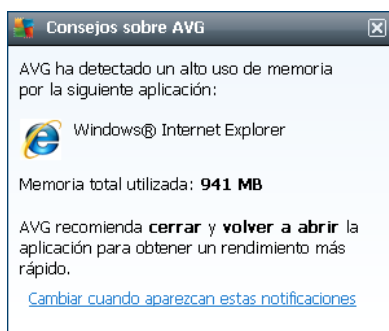 Consejos sobre AVG
AVG ha detectado un alto uso de memoria
por la siguiente aplicación:
Windows® Internet Explorer
Memoria total utilizada: 941 MB
AVG recomienda cerrar y volver a abrir la
aplicación para obtener un rendimiento más
rápido.
Cambiar cuando aparezcan estas notificaciones